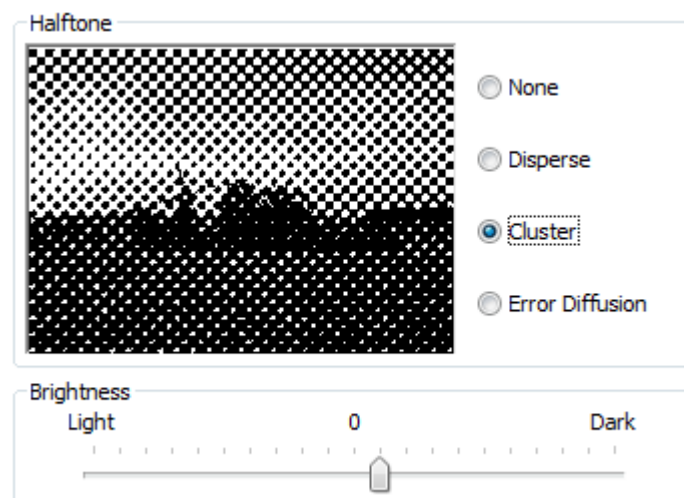 Halftone
None
Disperse
Cluster
Error Diffusion
Brightness
Light 0 Dark